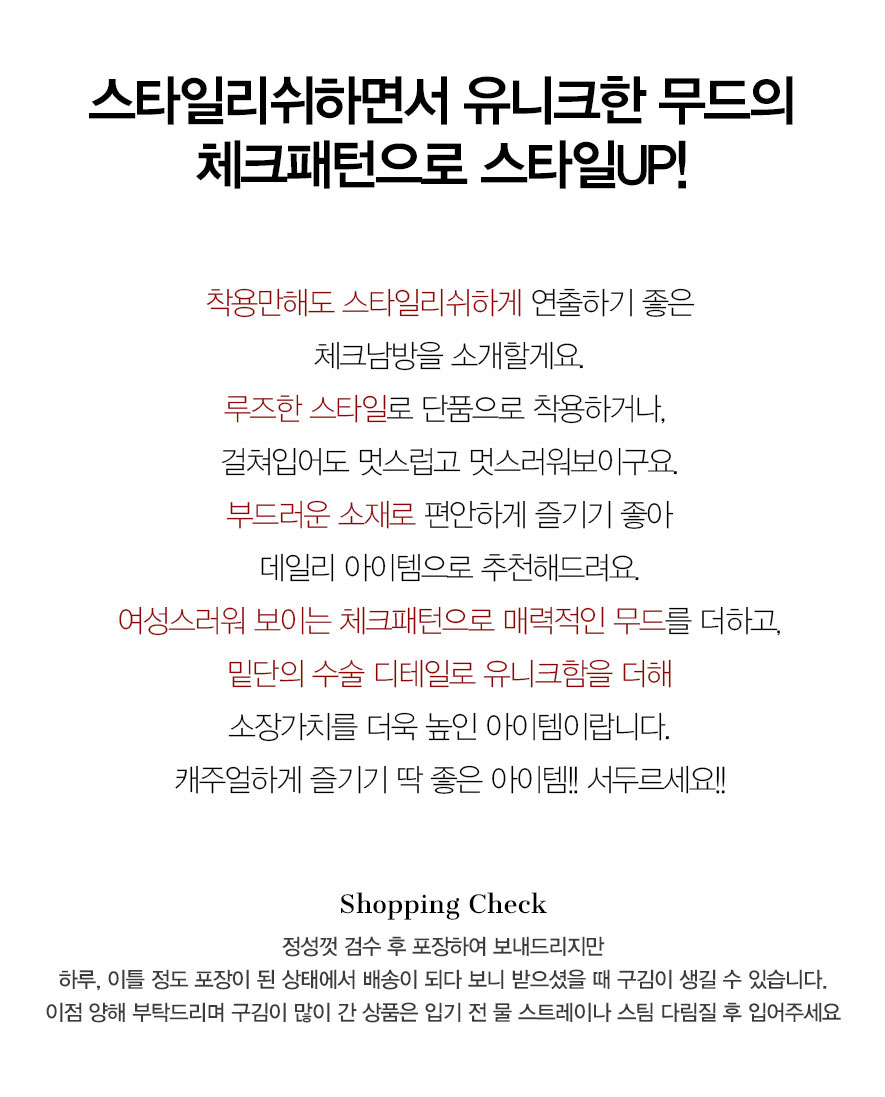 스타일리쉬하면서 유니크한 무드의
체크패턴으로 스타일UP!
착용만해도 스타일리쉬하게 연출하기 좋은
체크남방을 소개할게요.
루즈한 스타일로 단품으로 착용하거나,
걸쳐입어도 멋스럽고 멋스러워보이구요.
부드러운 소재로 편안하게 즐기기 좋아
데일리 아이템으로 추천해드려요.
여성스러워 보이는 체크패턴으로 매력적인 무드를 더하고,
밑단의 수술 디테일로 유니크함을 더해
소장가치를 더욱 높인 아이템이랍니다.
캐주얼하게 즐기기 딱 좋은 아이템!! 서두르세요!!
Shopping Check
정성껏 검수 후 포장하여 보내드리지만
하루, 이틀 정도 포장이 된 상태에서 배송이 되다 보니 받으셨을 때 구김이 생길 수 있습니다.
이점 양해 부탁드리며 구김이 많이 간 상품은 입기 전 물 스트레이나 스팀 다림질 후 입어주세요